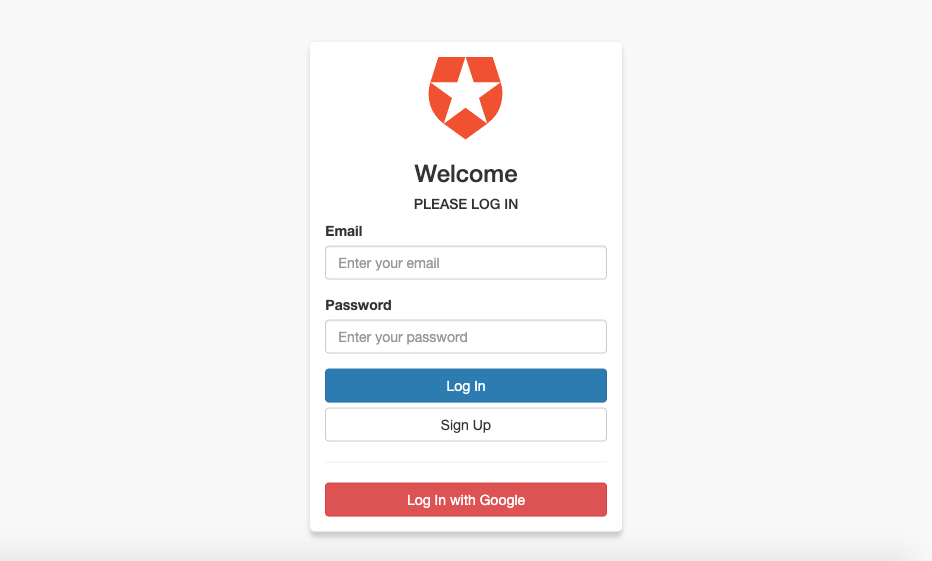 Welcome
PLEASE LOG IN
Email
Enter your email
Password
Enter your password
Log In
Sign Up
Log In with Google